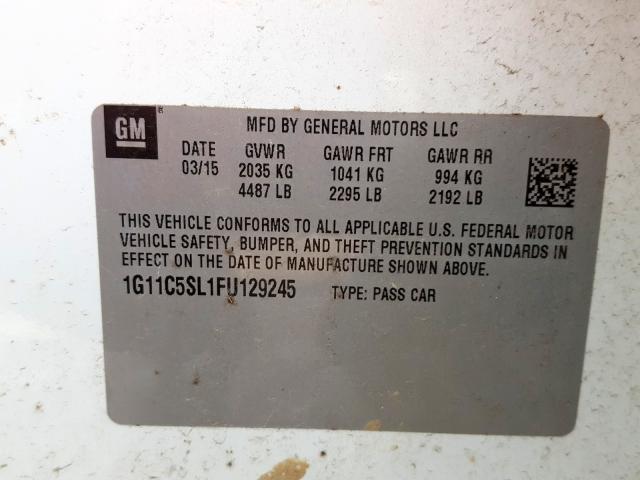 GM ®
MFD BY GENERAL MOTORS LLC
DATE GVWR GAWR FRT GAWR RR
03/15 2035 KG 1041 KG 994 KG
4487 LB 2295 LB 2192 LB
THIS VEHICLE CONFORMS TO ALL APPLICABLE U.S. FEDERAL MOTOR
VEHICLE SAFETY, BUMPER, AND THEFT PREVENTION STANDARDS IN
EFFECT ON THE DATE OF MANUFACTURE SHOWN ABOVE.
1G11C5SL1FU129245 TYPE: PASS CAR